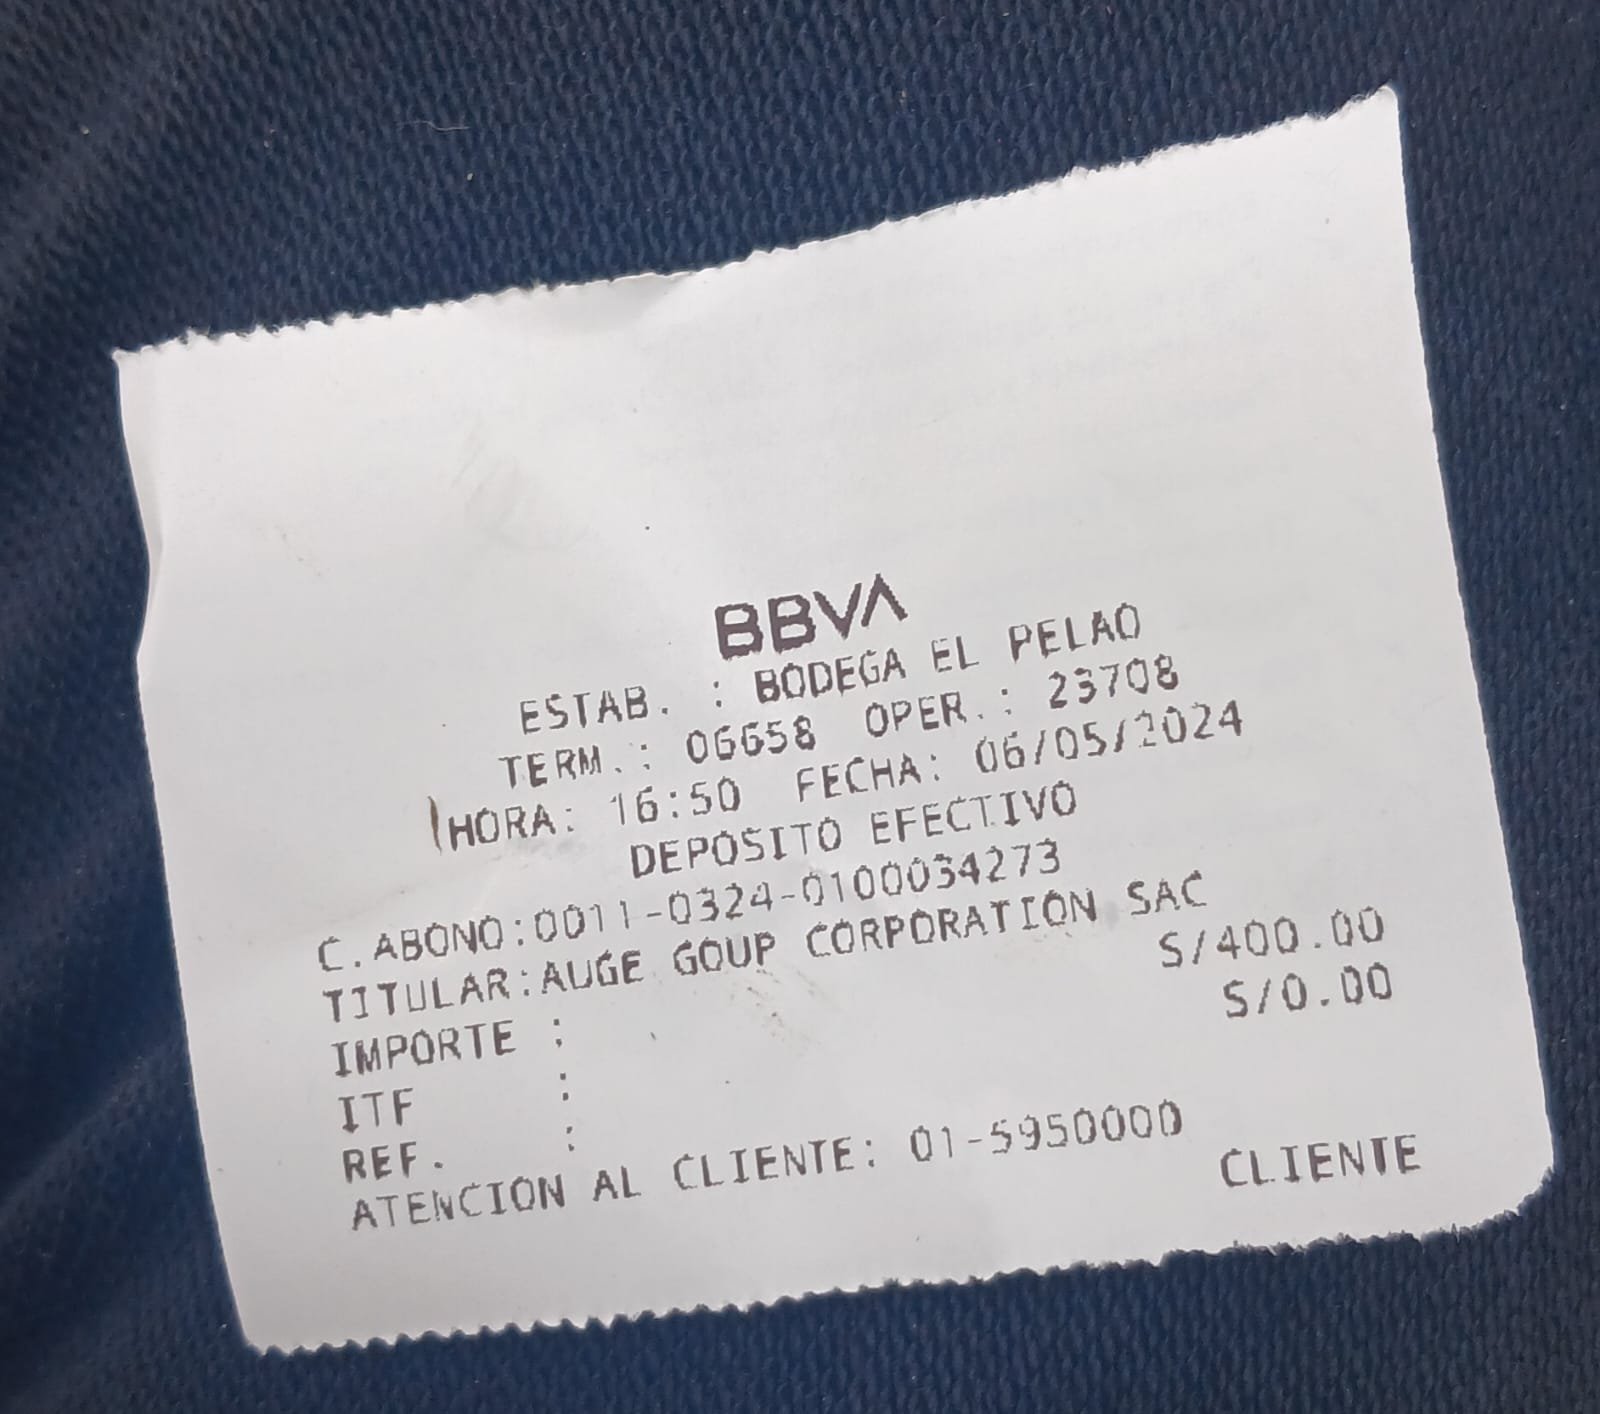 BBVA
ESTAB. : BODEGA EL PELAO
TERM.: 06658 OPER.: 23708
HORA: 16:50 FECHA: 06/05/2024
DEPOSITO EFECTIVO
C.ABONO:0011-0324-0100034273
TITULAR:AUGE GOUP CORPORATION SAC
IMPORTE : S/400.00
ITF : S/0.00
REF. :
ATENCION AL CLIENTE: 01-5950000
CLIENTE